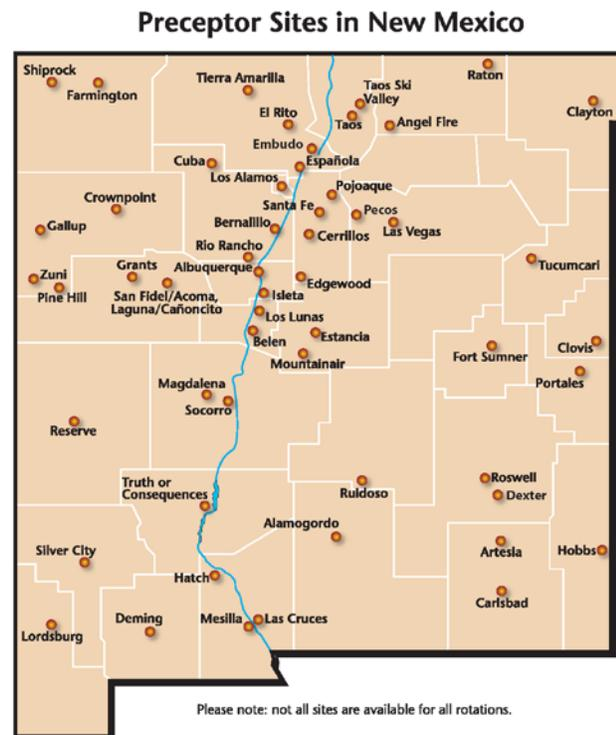 Preceptor Sites in New Mexico
Shiprock
Farmington
Tierra Amarilla
Taos Ski
Valley
Raton
Clayton
El Rito
Taos
Angel Fire
Embudo
Cuba
Española
Los Alamos
Pojoaque
Crownpoint
Santa Fe
Pecos
Gallup
Bernalillo
Cerrillos
Las Vegas
Rio Rancho
Zuni
Grants
Albuquerque
Tucumcari
Pine Hill
San Fidel/Acoma,
Laguna/Cañoncito
Edgewood
Isleta
Los Lunas
Belen
Estancia
Mountainair
Fort Sumner
Clovis
Portales
Magdalena
Socorro
Reserve
Truth or
Consequences
Ruidoso
Roswell
Dexter
Alamogordo
Silver City
Artesia
Hobbs
Hatch
Carlsbad
Lordsburg
Deming
Mesilla
Las Cruces
Please note: not all sites are available for all rotations.